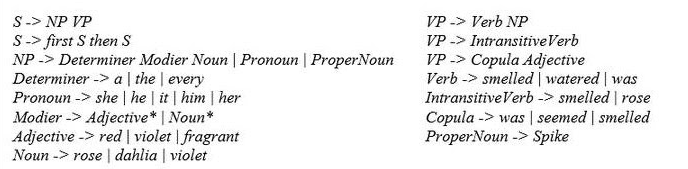 S -> NP VP
S -> first S then S
NP -> Determiner Modier Noun | Pronoun | ProperNoun
Determiner -> a | the | every
Pronoun -> she | he | it | him | her
Modier -> Adjective* | Noun*
Adjective -> red | violet | fragrant
Noun -> rose | dahlia | violet
VP -> Verb NP
VP -> IntransitiveVerb
VP -> Copula Adjective
Verb -> smelled | watered | was
IntransitiveVerb -> smelled | rose
Copula -> was | seemed | smelled
ProperNoun -> Spike